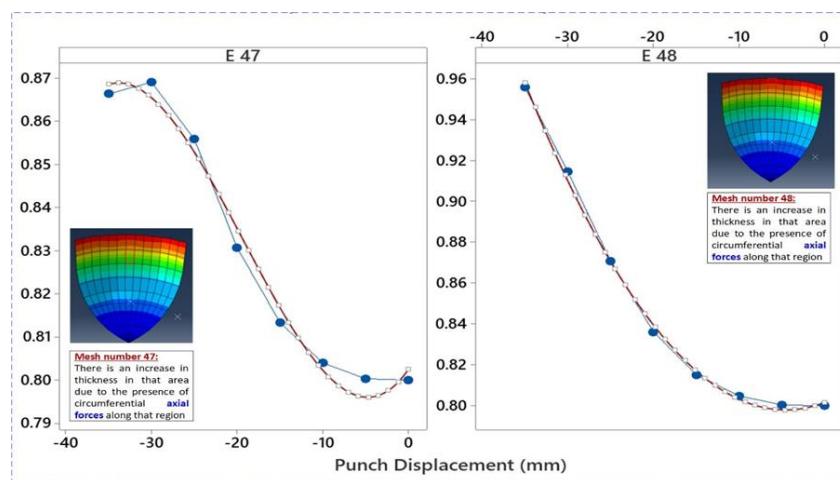 -40 -30 -20 -10 0
E 47 E 48
0.87
0.86
0.85
0.84
0.83
0.82
0.81
0.80
0.79
0.96
0.94
0.92
0.90
0.88
0.86
0.84
0.82
0.80
Mesh number 48:
There is an increase in
thickness in that area
due to the presence of
circumferential axial
forces along that region
Mesh number 47:
There is an increase in
thickness in that area
due to the presence of
circumferential axial
forces along that region
-40 -30 -20 -10 0
Punch Displacement (mm)